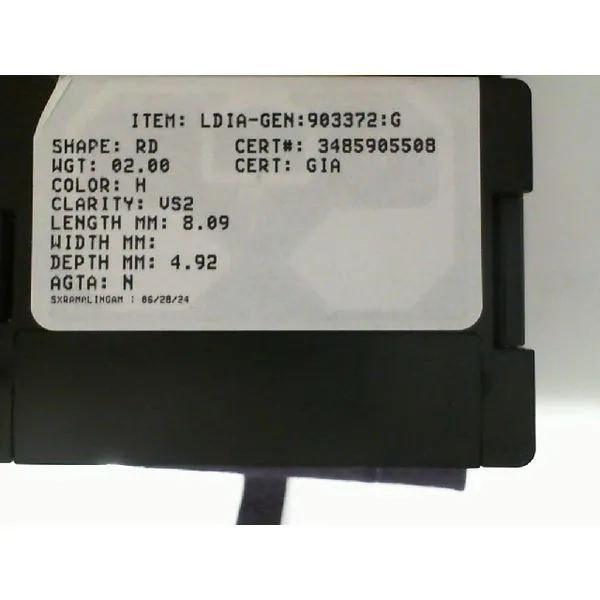 ITEM: LDIA-GEN:903372:G
SHAPE: RD CERT#: 3485905508
WGT: 02.00 CERT: GIA
COLOR: H
CLARITY: VS2
LENGTH MM: 8.09
WIDTH MM:
DEPTH MM: 4.92
AGTA: N
SXRAMALINGAM : 06/28/24